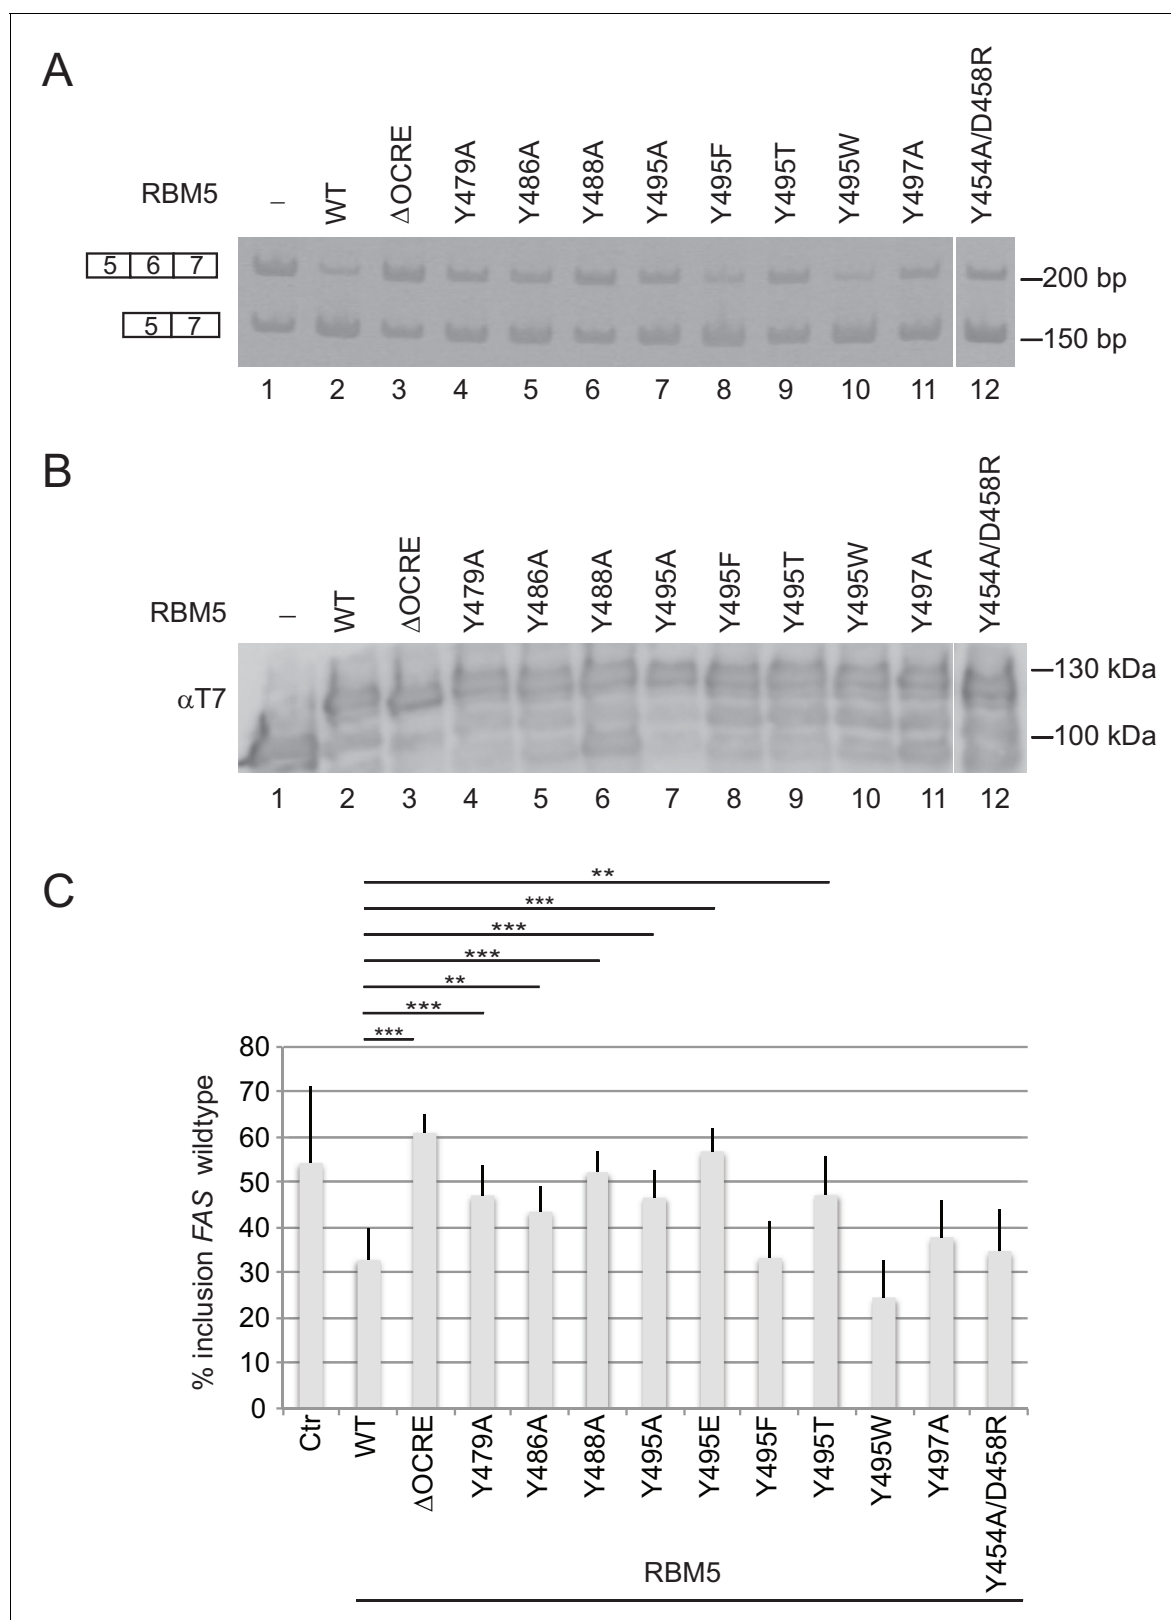 A
RBM5 – WT ΔOCRE Y479A Y486A Y488A Y495A Y495F Y495T Y495W Y497A Y454A/D458R
5 6 7
200 bp
5 7
150 bp
1 2 3 4 5 6 7 8 9 10 11 12
B
RBM5 – WT ΔOCRE Y479A Y486A Y488A Y495A Y495F Y495T Y495W Y497A Y454A/D458R
130 kDa
αT7
100 kDa
1 2 3 4 5 6 7 8 9 10 11 12
C
**
***
***
***
**
***
***
% inclusion FAS wildtype
80
70
60
50
40
30
20
10
0
Ctr WT ΔOCRE Y479A Y486A Y488A Y495A Y495E Y495F Y495T Y495W Y497A Y454A/D458R
RBM5